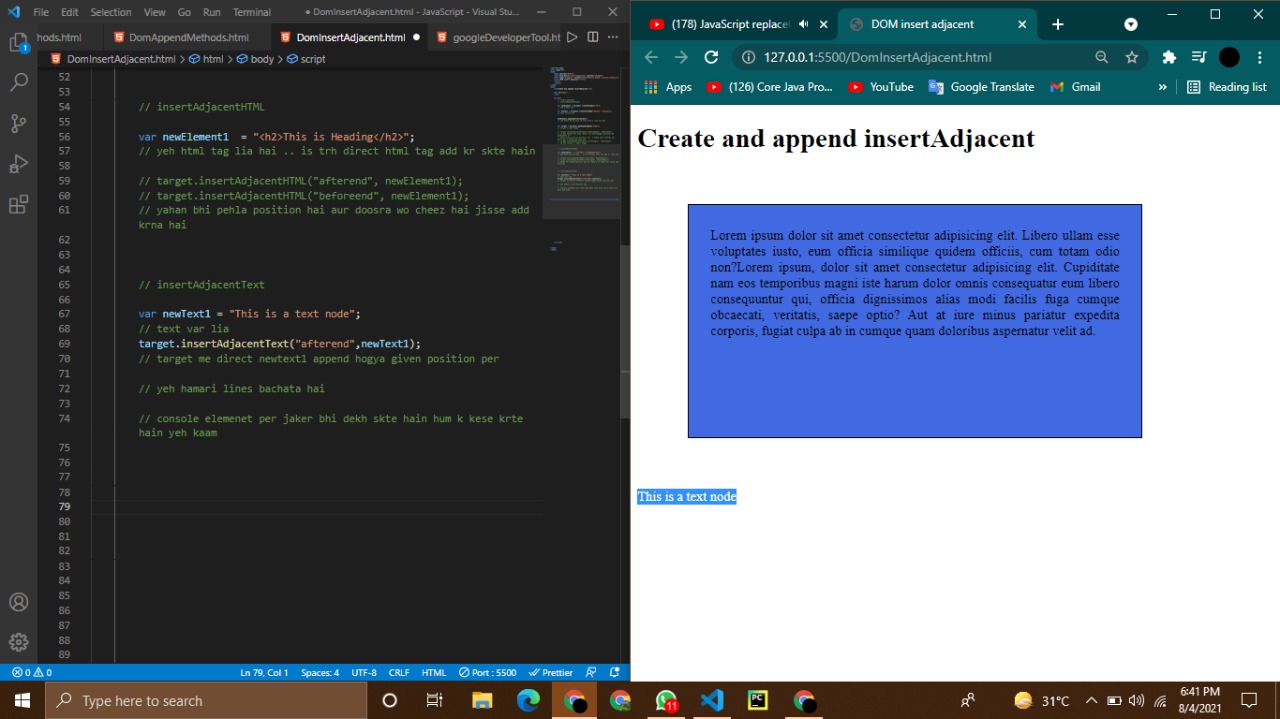 File Edit Selection View Go Run Terminal ● DomInsertAdjacent.html - JavaScript - Visual Stu...
hods.html DomAppendMethods.html DomInsertAdjacent.html ● googleDeveloperTool.ht
DomInsertAdjacent.html > html > body > script
52
53
54 // insertAdjacentHTML
55
56 var newElement1 = "<h2>This is Heading</h2>";
57 // yeh html tag lia hai .. is trh direct html tag add kr skte hain
58
59 // target.insertAdjacentHTML("afterend", newElement1);
60 // target.insertAdjacentHTML("beforeend", newElement1);
61 // yahan bhi pehla position hai aur doosra wo cheez hai jisse add
krna hai
62
63
64
65 // insertAdjacentText
66
67 var newText1 = "This is a text node";
68 // text var lia
69 target.insertAdjacentText("afterend",newText1);
70 // target me direct newtext1 append hogya given position per
71
72 // yeh hamari lines bachata hai
73
74 // console elemenet per jaker bhi dekh skte hain hum k kese krte
hain yeh kaam
75
76
77
78
79
80
81
82
83
84
85
86
87
88
89
1
0 0 Ln 79, Col 1 Spaces: 4 UTF-8 CRLF HTML Port : 5500 Prettier
(178) JavaScript replace DOM insert adjacent
127.0.0.1:5500/DomInsertAdjacent.html
Apps (126) Core Java Pro... YouTube Google Translate Gmail » Reading list
Create and append insertAdjacent
Lorem ipsum dolor sit amet consectetur adipisicing elit. Libero ullam esse
voluptates iusto, eum officia similique quidem officiis, cum totam odio
non?Lorem ipsum, dolor sit amet consectetur adipisicing elit. Cupiditate
nam eos temporibus magni iste harum dolor omnis consequatur eum libero
consequuntur qui, officia dignissimos alias modi facilis fuga cumque
obcaecati, veritatis, saepe optio? Aut at iure minus pariatur expedita
corporis, fugiat culpa ab in cumque quam doloribus aspernatur velit ad.
This is a text node
Type here to search 11 PC 31°C 6:41 PM
8/4/2021